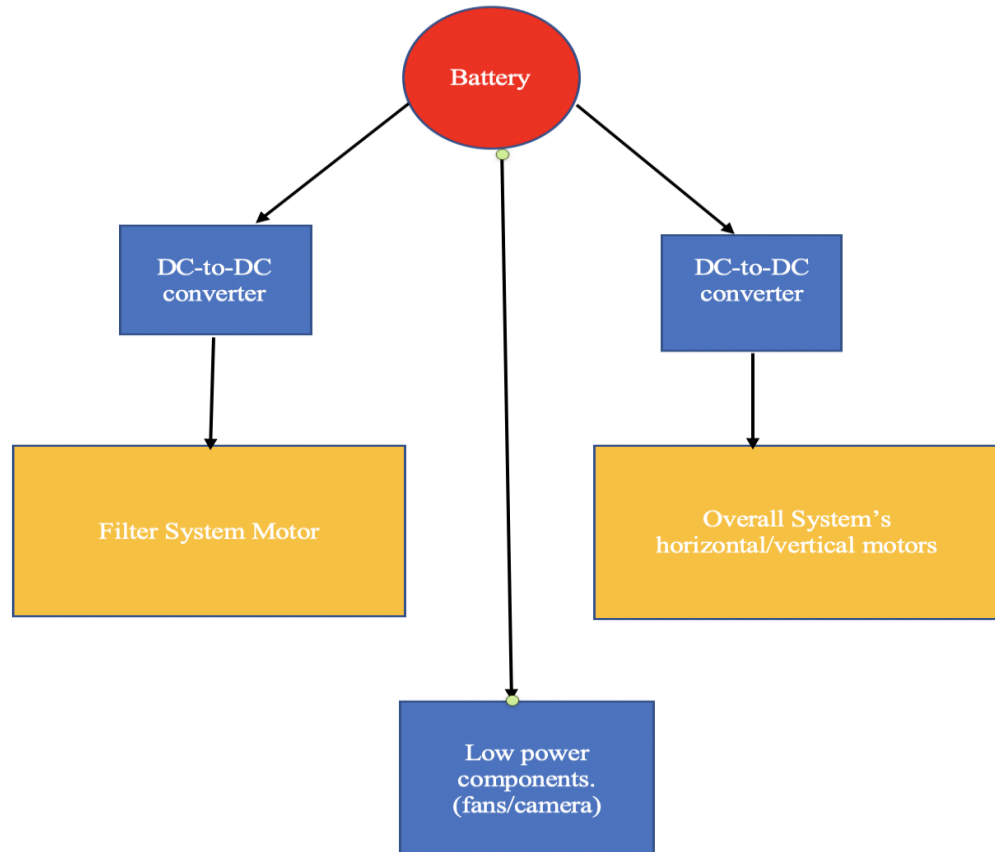 Battery
DC-to-DC
converter
DC-to-DC
converter
Filter System Motor
Overall System’s
horizontal/vertical motors
Low power
components.
(fans/camera)